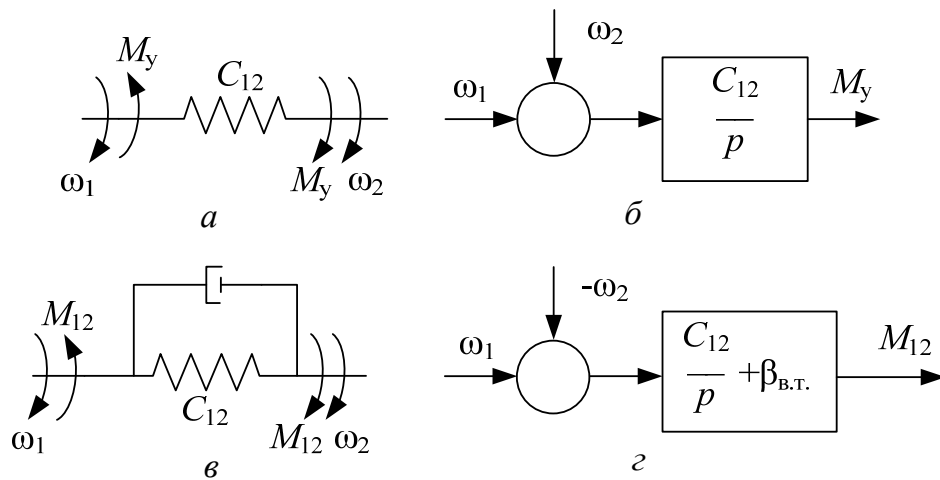 M_у
C_12
ω_1
M_у
ω_2
а
ω_2
ω_1
C_12
p
M_у
б
M_12
C_12
ω_1
M_12
ω_2
в
-ω_2
ω_1
C_12
p
+β_в.т.
M_12
г